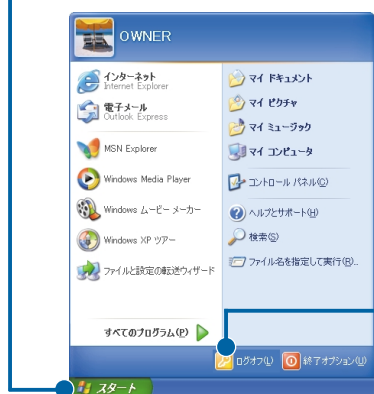 OWNER
インターネット
Internet Explorer
電子メール
Outlook Express
MSN Explorer
Windows Media Player
Windows ムービー メーカー
Windows XP ツアー
ファイルと設定の転送ウィザード
すべてのプログラム(P)
マイ ドキュメント
マイ ピクチャ
マイ ミュージック
マイ コンピュータ
コントロール パネル(C)
ヘルプとサポート(H)
検索(S)
ファイル名を指定して実行(R)...
ログオフ(L)
終了オプション(U)
スタート